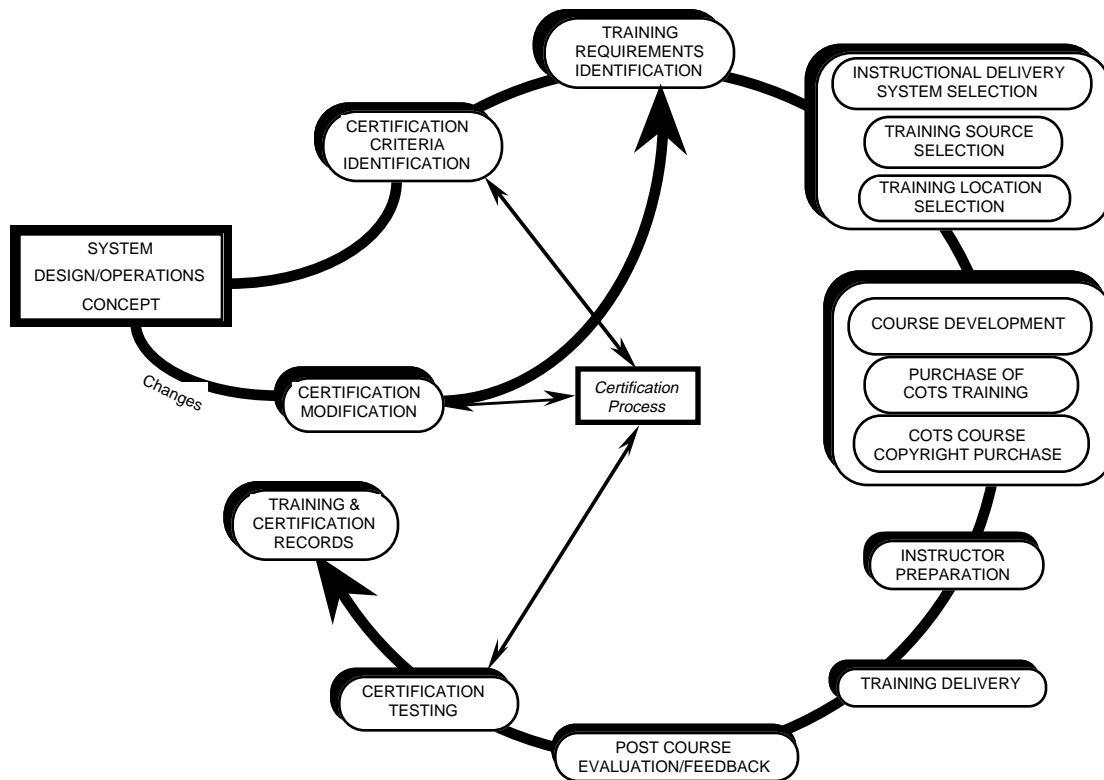 TRAINING
REQUIREMENTS
IDENTIFICATION
INSTRUCTIONAL DELIVERY
SYSTEM SELECTION
TRAINING SOURCE
SELECTION
TRAINING LOCATION
SELECTION
CERTIFICATION
CRITERIA
IDENTIFICATION
SYSTEM
DESIGN/OPERATIONS
CONCEPT
Changes
CERTIFICATION
MODIFICATION
Certification
Process
COURSE DEVELOPMENT
PURCHASE OF
COTS TRAINING
COTS COURSE
COPYRIGHT PURCHASE
TRAINING &
CERTIFICATION
RECORDS
INSTRUCTOR
PREPARATION
TRAINING DELIVERY
CERTIFICATION
TESTING
POST COURSE
EVALUATION/FEEDBACK